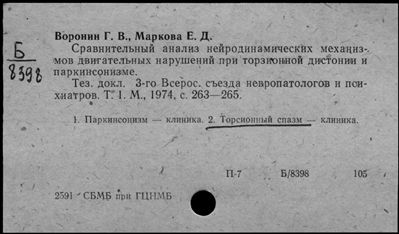 Воронин Г. В., Маркова Е. Д.
Б
8398
Сравнительный анализ нейродинамических механиз-
мов двигательных нарушений при торзионной дистонии и
паркинсонизме.
Тез. докл. 3-го Всерос. съезда невропатологов и пси-
хиатров. Т. I. М., 1974, с. 263—265.
1. Паркинсонизм — клиника. 2. Торсионный спазм — клиника.
П-7 Б/8398 105
2591 СБМБ при ГЦНМБ